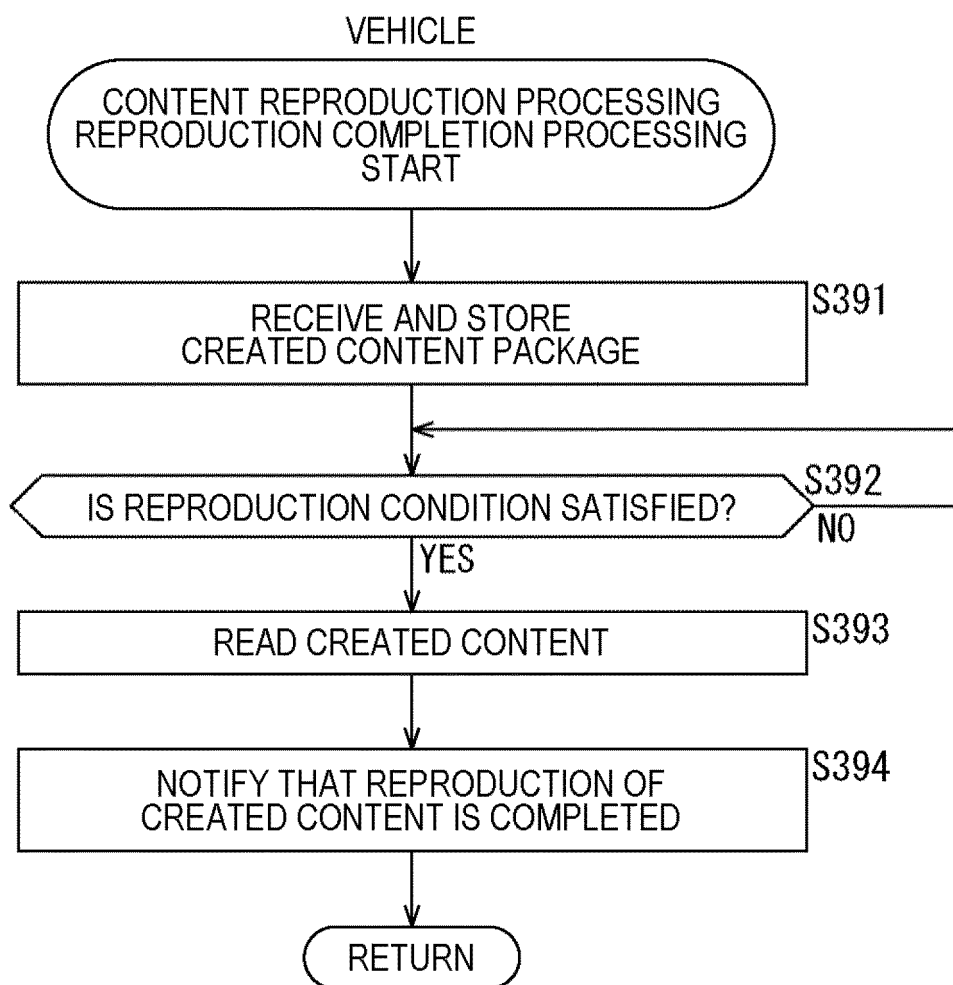 VEHICLE
CONTENT REPRODUCTION PROCESSING
REPRODUCTION COMPLETION PROCESSING
START
S391
RECEIVE AND STORE
CREATED CONTENT PACKAGE
S392
IS REPRODUCTION CONDITION SATISFIED?
NO
YES
S393
READ CREATED CONTENT
S394
NOTIFY THAT REPRODUCTION OF
CREATED CONTENT IS COMPLETED
RETURN